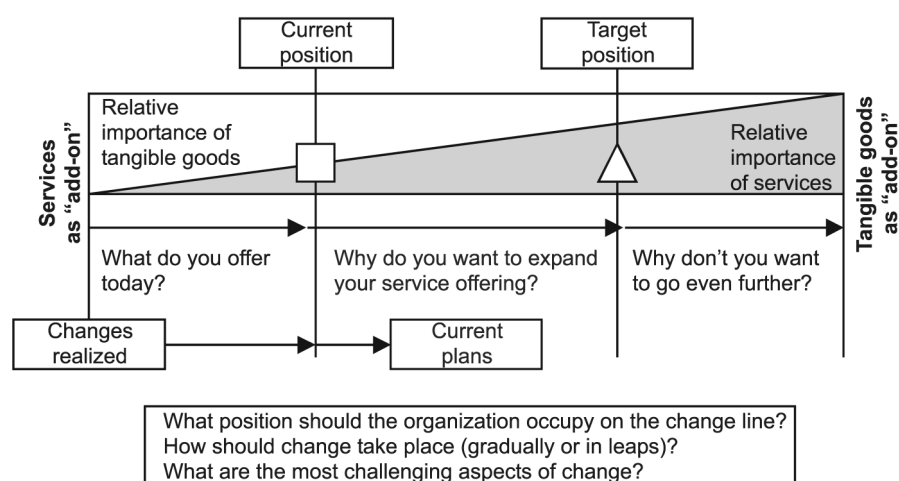 Current
position
Target
position
Relative
importance of
tangible goods
Relative
importance
of services
Services
as “add-on”
Tangible goods
as “add-on”
What do you offer
today?
Why do you want to expand
your service offering?
Why don’t you want
to go even further?
Changes
realized
Current
plans
What position should the organization occupy on the change line?
How should change take place (gradually or in leaps)?
What are the most challenging aspects of change?